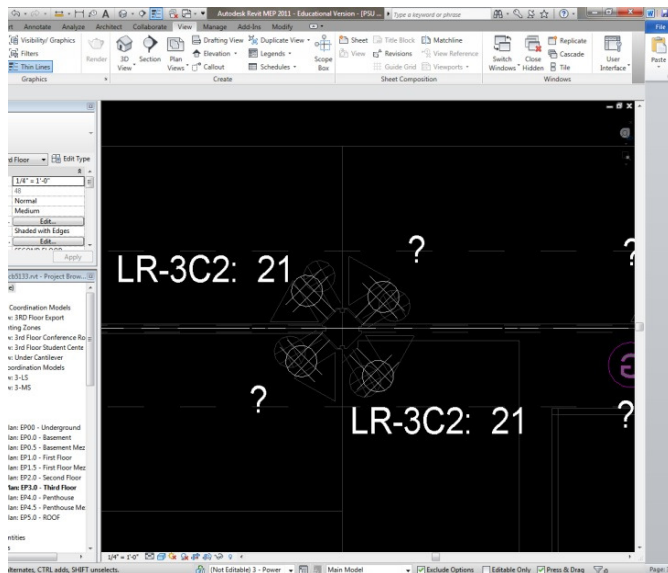 Autodesk Revit MEP 2011 - Educational Version - [PSU ...
Type a keyword or phrase
Annotate Analyze Architect Collaborate View Manage Add-Ins Modify
File
Visibility/ Graphics
Filters
Thin Lines
Graphics
Render
3D View
Section
Plan Views
Elevation
Callout
Drafting View
Duplicate View
Legends
Schedules
Scope Box
Create
Sheet
Title Block
Matchline
View
Revisions
View Reference
Guide Grid
Viewports
Sheet Composition
Switch Windows
Close Hidden
Replicate
Cascade
Tile
Windows
User Interface
Paste
Floor
Edit Type
1/4" = 1'-0"
48
Normal
Medium
Edit...
Shaded with Edges
Edit...
Apply
Project Brow...
Coordination Models
3RD Floor Export
3rd Floor Conference Ro
3rd Floor Student Cente
Under Cantilever
3-LS
3-MS
EP00 - Underground
EP0.0 - Basement
EP0.5 - Basement Mez
EP1.0 - First Floor
EP1.5 - First Floor Mez
EP2.0 - Second Floor
EP3.0 - Third Floor
EP4.0 - Penthouse
EP4.5 - Penthouse Me
EP5.0 - ROOF
?
?
LR-3C2: 21
?
LR-3C2: 21
?
1/4" = 1'-0"
CTRL adds, SHIFT unselects.
(Not Editable) 3 - Power
Main Model
Exclude Options
Editable Only
Press & Drag
Page: